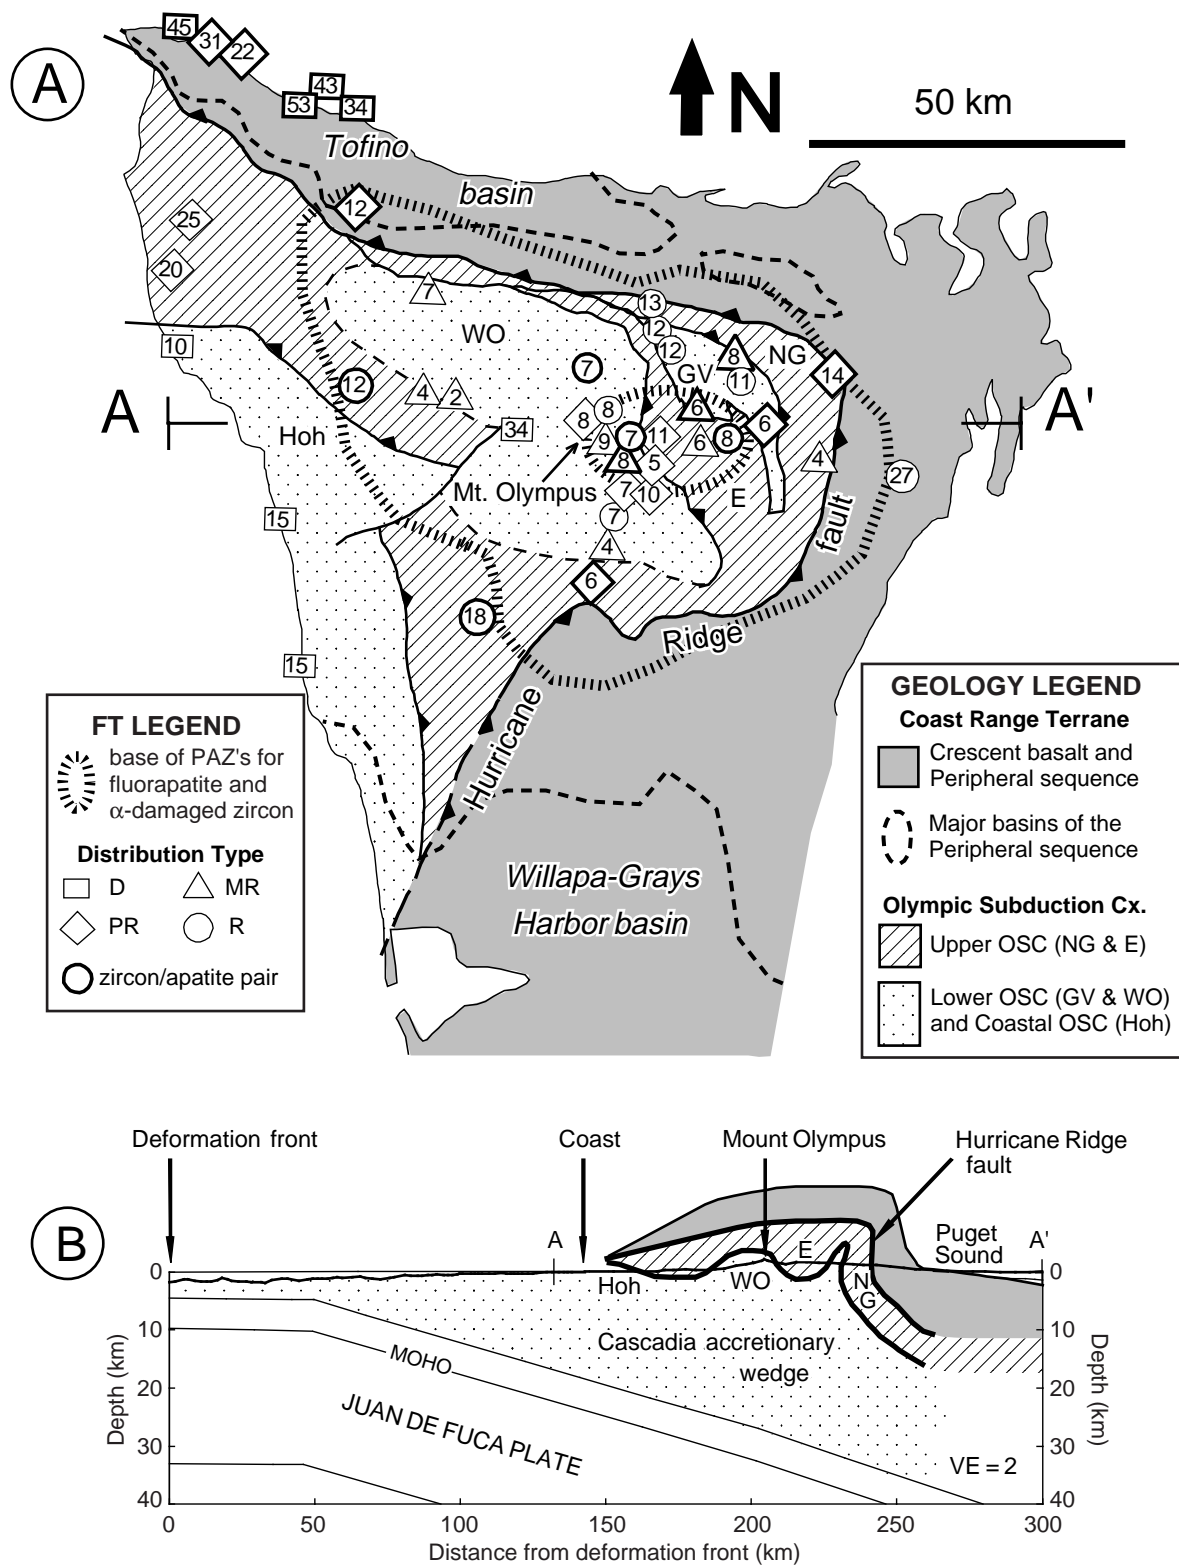 A
45
31
22
43
53
34
N
50 km
Tofino
basin
12
25
20
7
WO
13
12
12
NG
8
GV
11
14
10
12
4
2
7
A
A'
Hoh
34
8
8
9
7
11
6
6
8
6
4
27
8
5
Mt. Olympus
7
10
E
15
7
4
fault
6
18
Ridge
15
Hurricane
Willapa-Grays
Harbor basin
FT LEGEND
base of PAZ's for
fluorapatite and
α-damaged zircon
Distribution Type
D
MR
PR
R
zircon/apatite pair
GEOLOGY LEGEND
Coast Range Terrane
Crescent basalt and
Peripheral sequence
Major basins of the
Peripheral sequence
Olympic Subduction Cx.
Upper OSC (NG & E)
Lower OSC (GV & WO)
and Coastal OSC (Hoh)
B
Deformation front
Coast
Mount Olympus
Hurricane Ridge
fault
A
E
Puget
Sound
A'
0
Hoh
WO
N
G
0
10
10
Cascadia accretionary
wedge
MOHO
20
20
JUAN DE FUCA PLATE
30
30
VE = 2
40
40
Depth (km)
Depth (km)
0
50
100
150
200
250
300
Distance from deformation front (km)